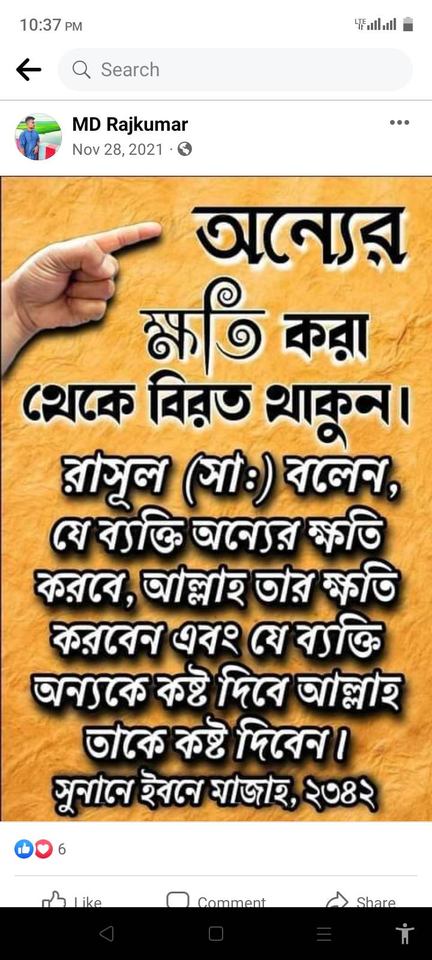 10:37 PM
LTE
Search
MD Rajkumar
Nov 28, 2021 ·
অন্যের
ক্ষতি করা
থেকে বিরত থাকুন।
রাসূল (সা:) বলেন,
যে ব্যক্তি অন্যের ক্ষতি
করবে, আল্লাহ তার ক্ষতি
করবেন এবং যে ব্যক্তি
অন্যকে কষ্ট দিবে আল্লাহ
তাকে কষ্ট দিবেন।
সুনানে ইবনে মাজাহ, ২৩৪২
6
Like Comment Share